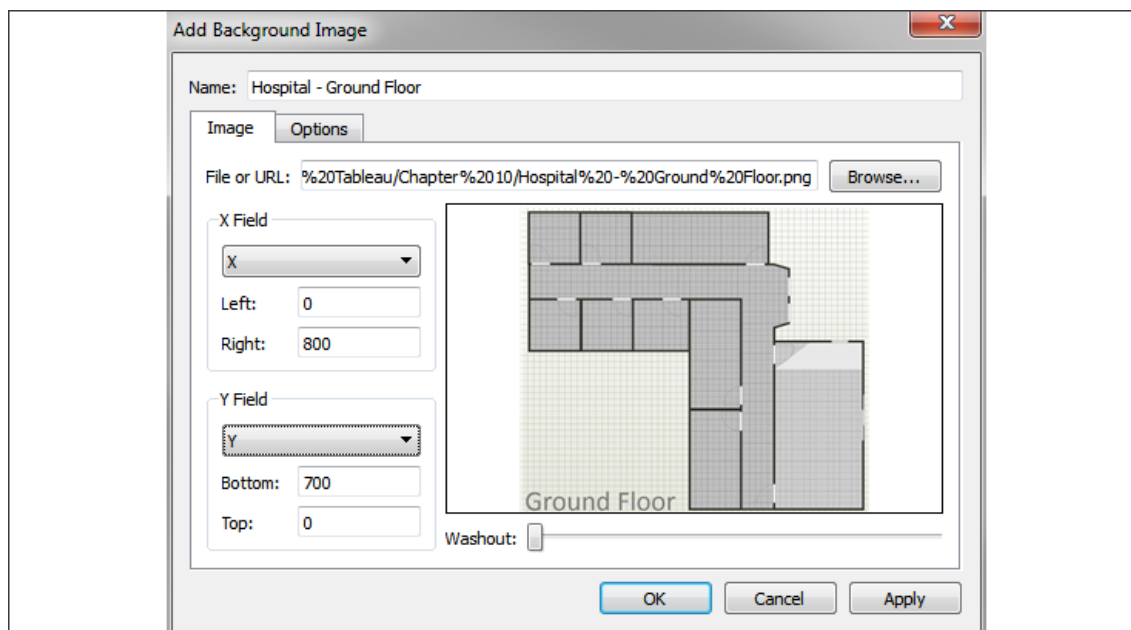 Add Background Image
Name: Hospital - Ground Floor
Image Options
File or URL: %20Tableau/Chapter%2010/Hospital%20-%20Ground%20Floor.png Browse...
X Field
X
Left: 0
Right: 800
Y Field
Y
Bottom: 700
Top: 0
Ground Floor
Washout:
OK Cancel Apply